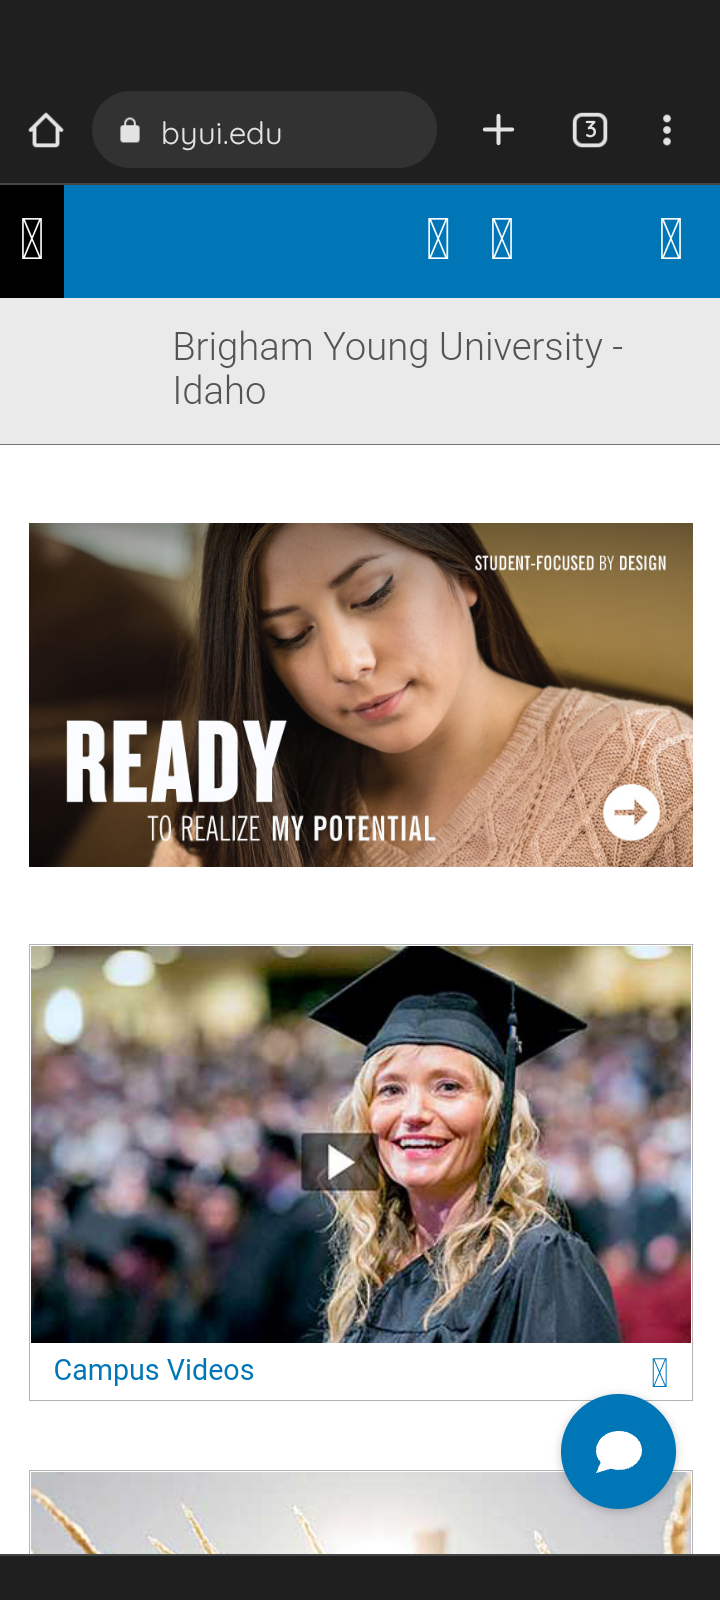 byui.edu
3
Brigham Young University -
Idaho
STUDENT-FOCUSED BY DESIGN
READY
TO REALIZE MY POTENTIAL
Campus Videos